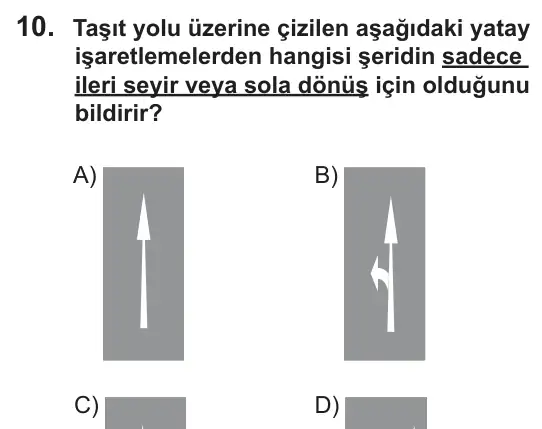 10. Taşıt yolu üzerine çizilen aşağıdaki yatay
işaretlemelerden hangisi şeridin sadece
ileri seyir veya sola dönüş için olduğunu
bildirir?
A) B)
C) D)